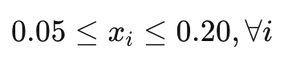 0.05 ≤ xᵢ ≤ 0.20, ∀i